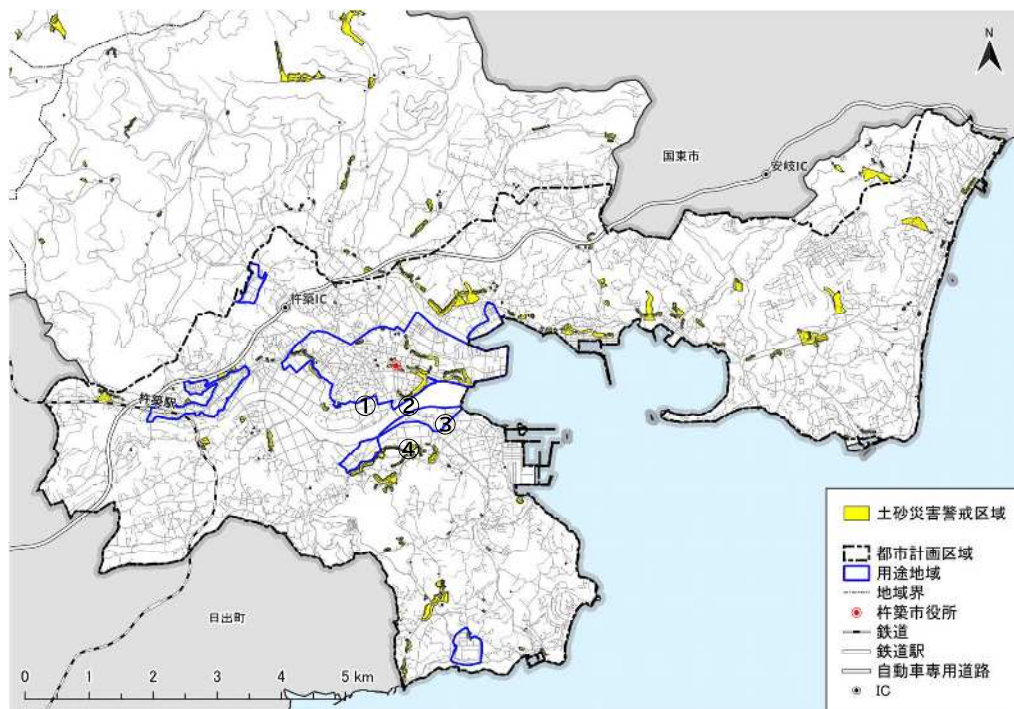 N
国東市
安岐IC
杵築IC
杵築駅
①
②
③
④
日出町
0 1 2 3 4 5 km
土砂災害警戒区域
都市計画区域
用途地域
地域界
杵築市役所
鉄道
鉄道駅
自動車専用道路
IC